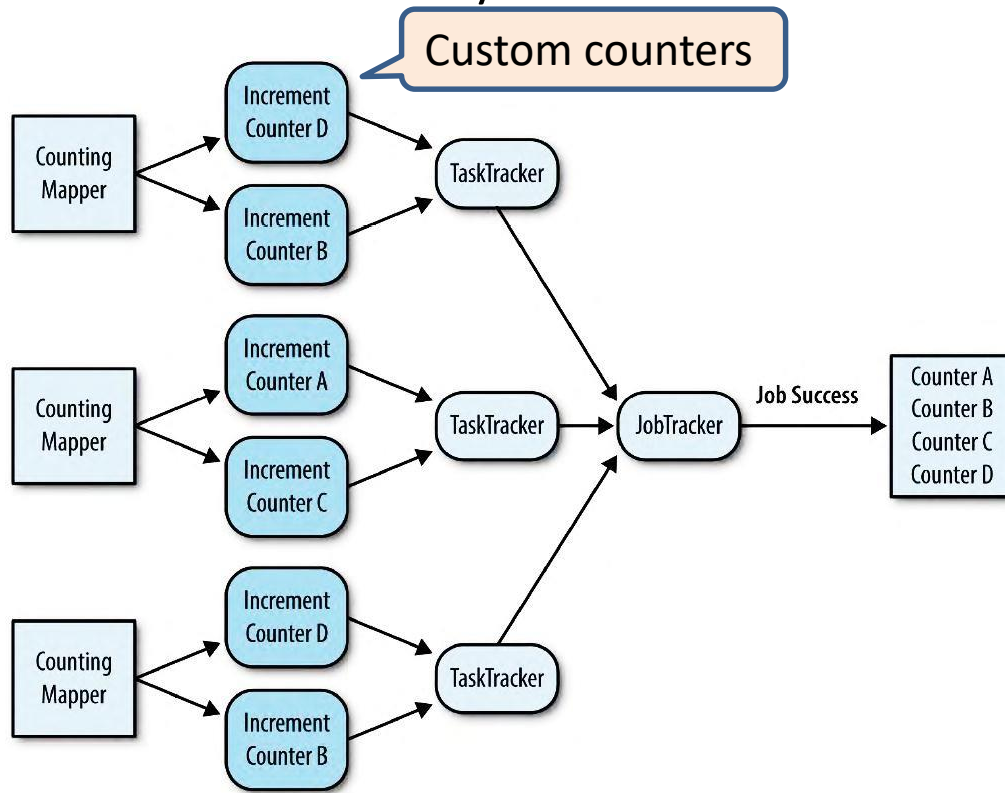 Custom counters
Increment
Counter D
Counting
Mapper
TaskTracker
Increment
Counter B
Increment
Counter A
Counting
Mapper
TaskTracker
JobTracker
Job Success
Counter A
Counter B
Counter C
Counter D
Increment
Counter C
Increment
Counter D
Counting
Mapper
TaskTracker
Increment
Counter B